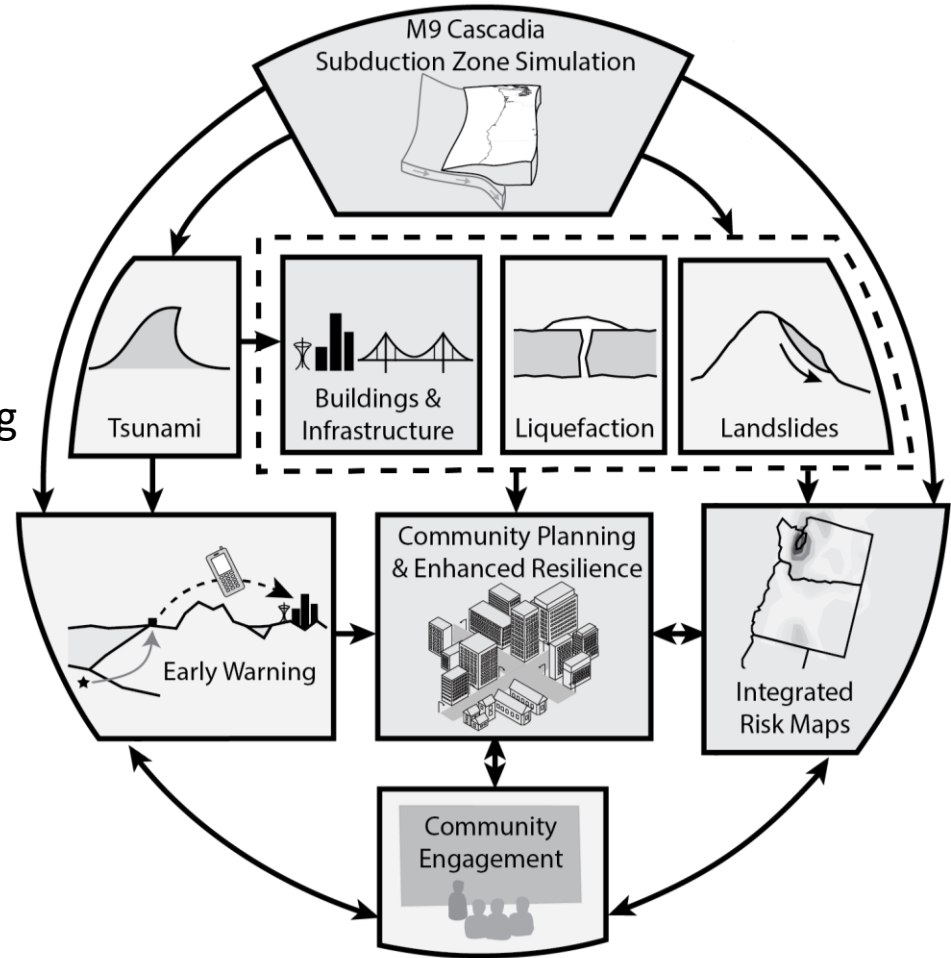 M9 Cascadia
Subduction Zone Simulation
Tsunami
Buildings &
Infrastructure
Liquefaction
Landslides
g
Early Warning
Community Planning
& Enhanced Resilience
Integrated
Risk Maps
Community
Engagement